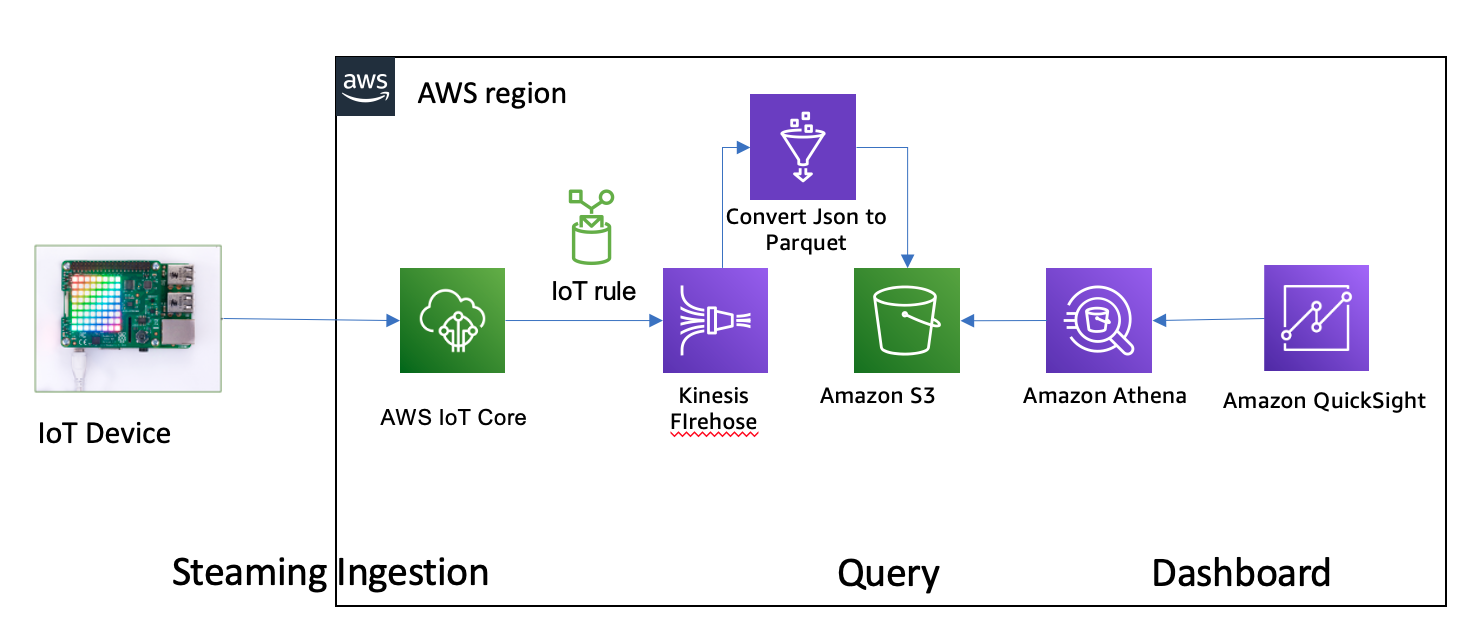 aws
AWS region
Convert Json to
Parquet
IoT rule
IoT Device
AWS IoT Core
Kinesis
FIrehose
Amazon S3
Amazon Athena
Amazon QuickSight
Steaming Ingestion
Query
Dashboard